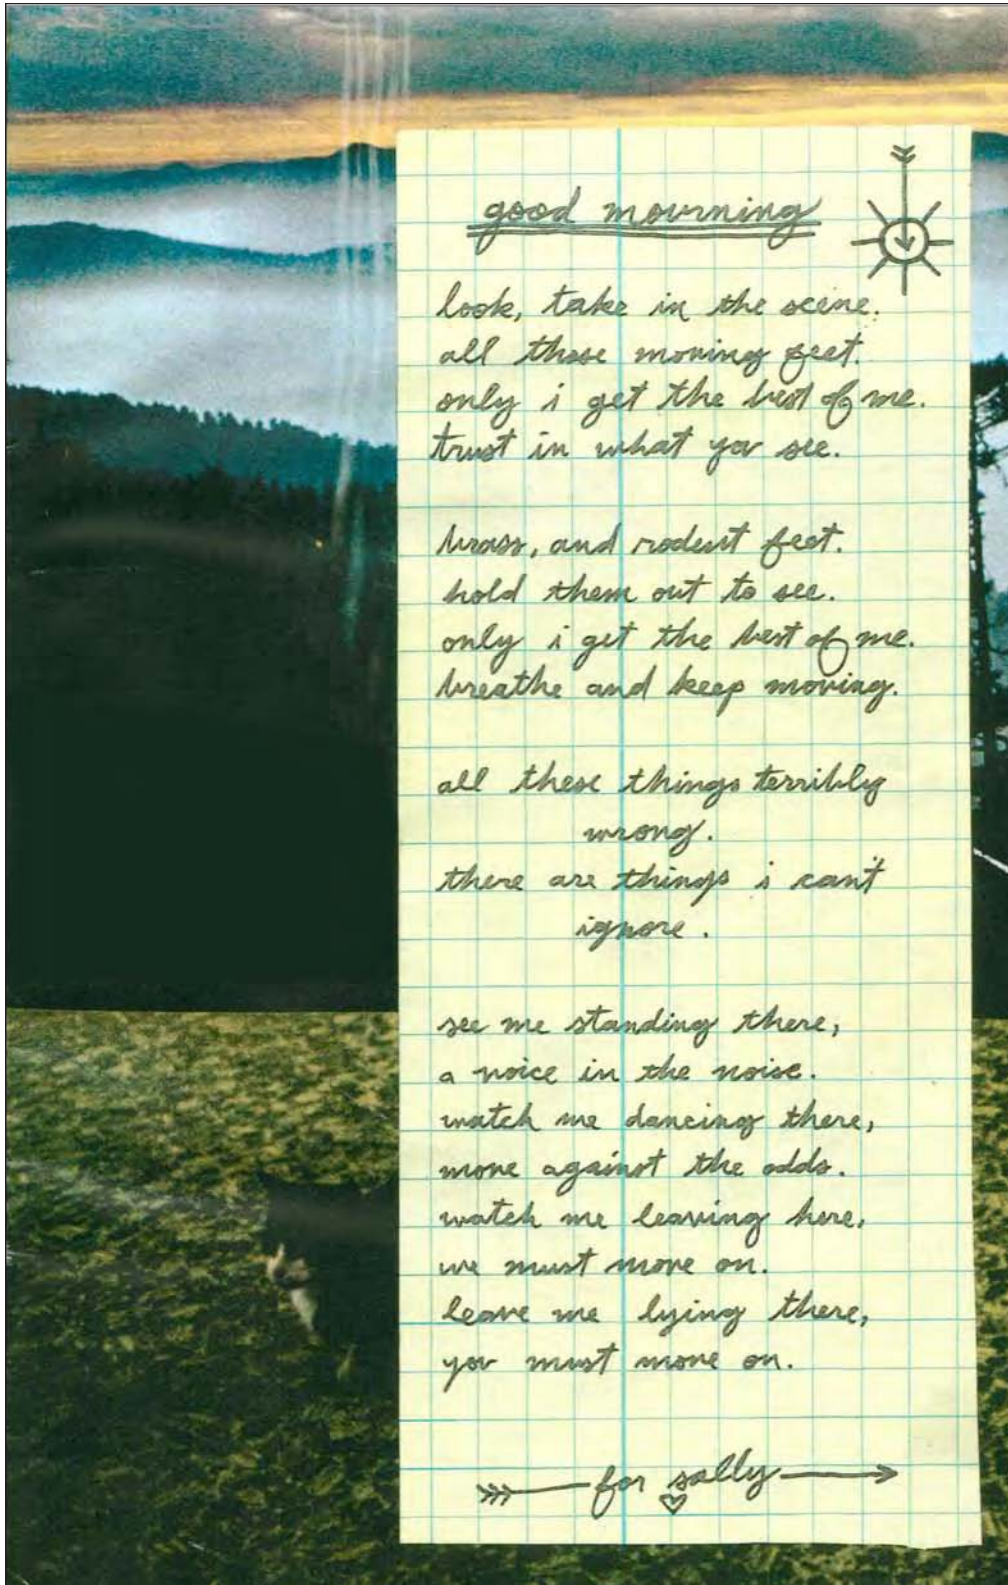 good mourning
look, take in the scene.
all those moving feet.
only i get the best of me.
trust in what you see.
brass, and rodent feet.
hold them out to see.
only i get the best of me.
breathe and keep moving.
all these things terribly
wrong.
there are things i can't
ignore.
see me standing there,
a voice in the noise.
watch me dancing there,
move against the odds.
watch me leaving here,
we must move on.
leave me lying there,
you must move on.
for sally